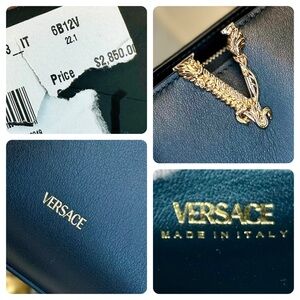 IT 6B12V
22.1
Price $2,850.00
VERSACE
VERSACE
MADE IN ITALY